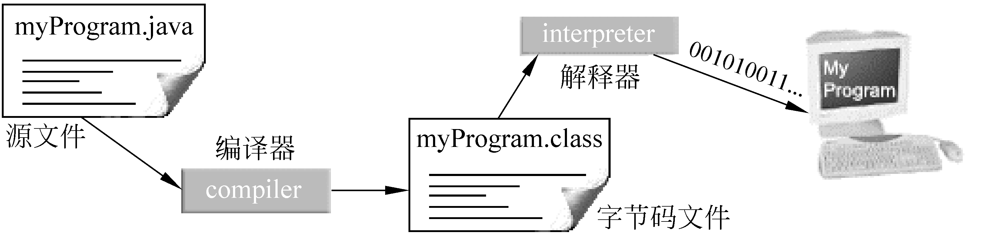 myProgram.java
源文件
编译器
compiler
myProgram.class
字节码文件
interpreter
解释器
001010011...
My
Program